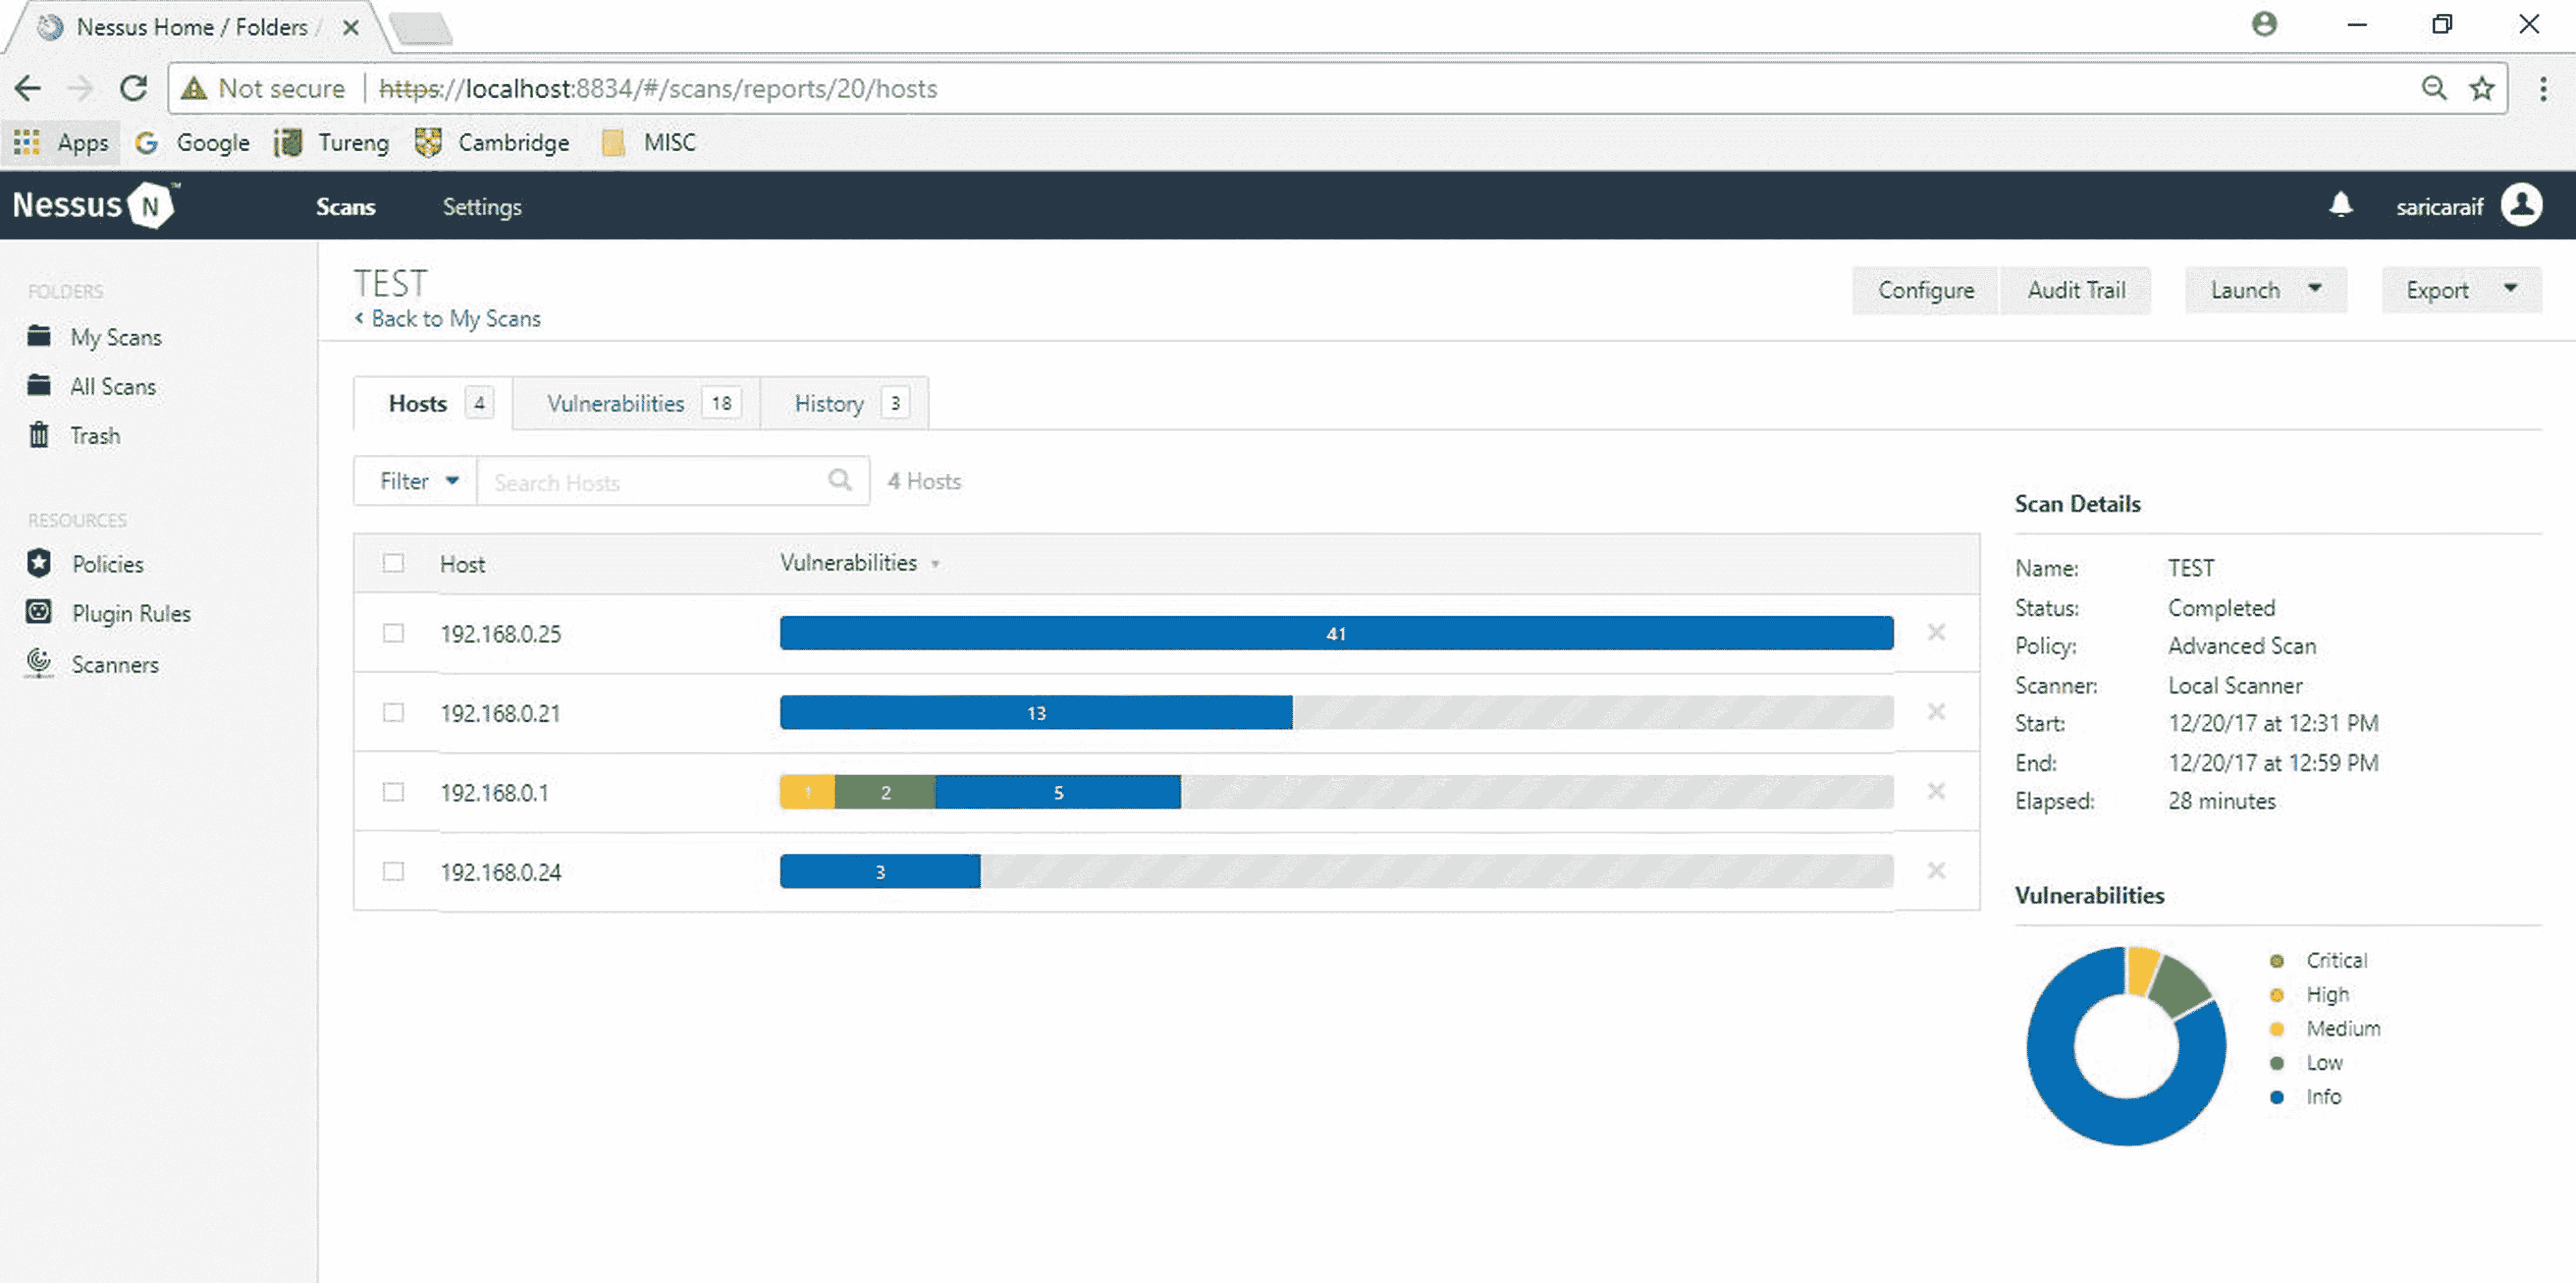 Nessus Home / Folders /
Not secure | https://localhost:8834/#/scans/reports/20/hosts
Apps Google Tureng Cambridge MISC
Nessus N ™ Scans Settings saricaraif
FOLDERS
My Scans
All Scans
Trash
RESOURCES
Policies
Plugin Rules
Scanners
TEST
Back to My Scans
Configure Audit Trail Launch Export
Hosts 4 Vulnerabilities 18 History 3
Filter Search Hosts 4 Hosts
Host Vulnerabilities
192.168.0.25 41
192.168.0.21 13
192.168.0.1 1 2 5
192.168.0.24 3
Scan Details
Name: TEST
Status: Completed
Policy: Advanced Scan
Scanner: Local Scanner
Start: 12/20/17 at 12:31 PM
End: 12/20/17 at 12:59 PM
Elapsed: 28 minutes
Vulnerabilities
Critical
High
Medium
Low
Info